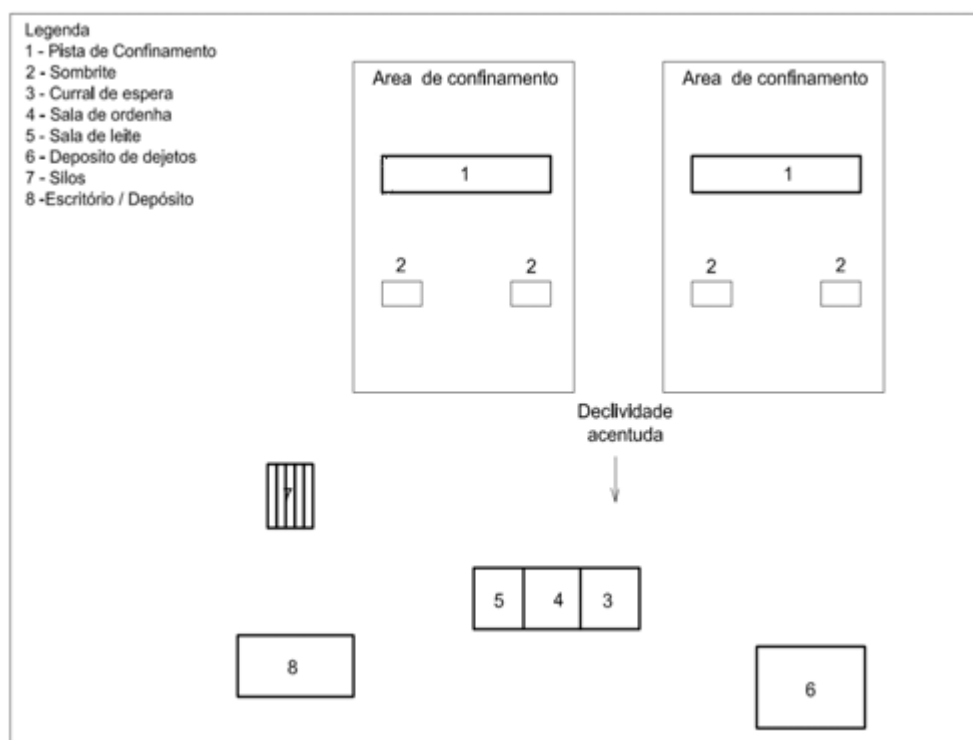 Legenda
1 - Pista de Confinamento
2 - Sombrite
3 - Curral de espera
4 - Sala de ordenha
5 - Sala de leite
6 - Deposito de dejetos
7 - Silos
8 -Escritório / Depósito
Area de confinamento
Area de confinamento
1
1
2
2
2
2
Declividade
acentuda
7
5
4
3
8
6